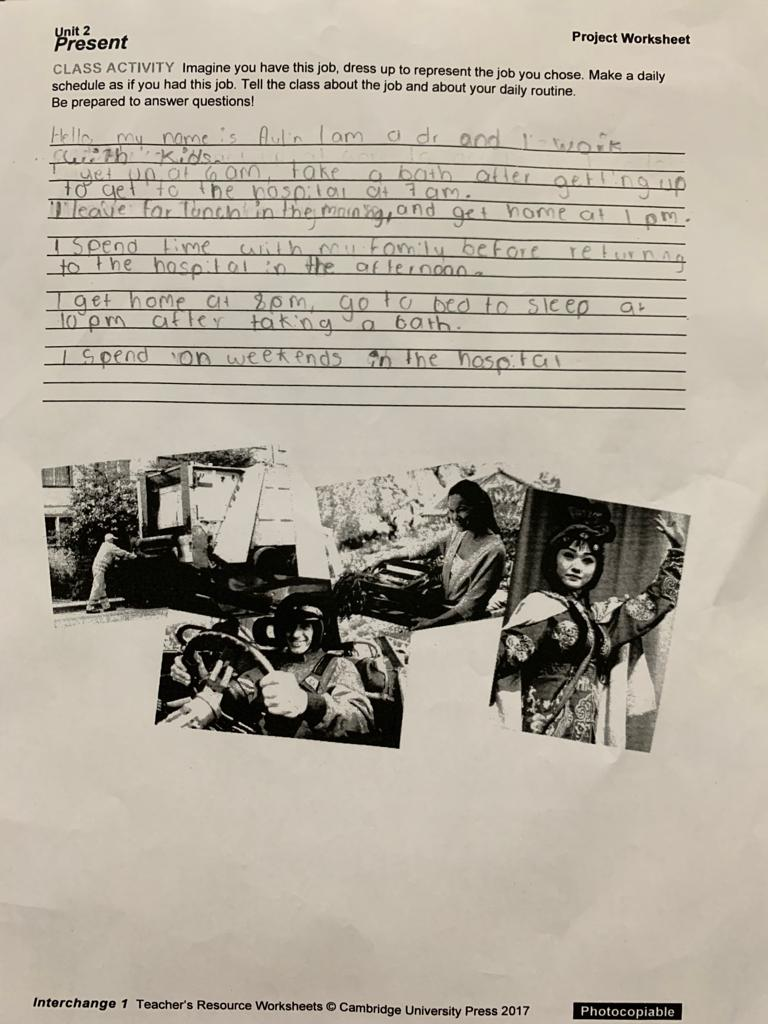 Unit 2
Present
Project Worksheet
CLASS ACTIVITY Imagine you have this job, dress up to represent the job you chose. Make a daily
schedule as if you had this job. Tell the class about the job and about your daily routine.
Be prepared to answer questions!
Hello, my name is I am a dr and I work
with kids.
I get up at 6 am, take a bath after getting up
to get to the hospital at 7 am.
I leave for lunch in the morning, and get home at 1 pm.
I spend time with my family before returning
to the hospital in the afternoon.
I get home at 8pm, go to bed to sleep at
10 pm after taking a bath.
I spend on weekends in the hospital
Interchange 1 Teacher's Resource Worksheets © Cambridge University Press 2017
Photocopiable